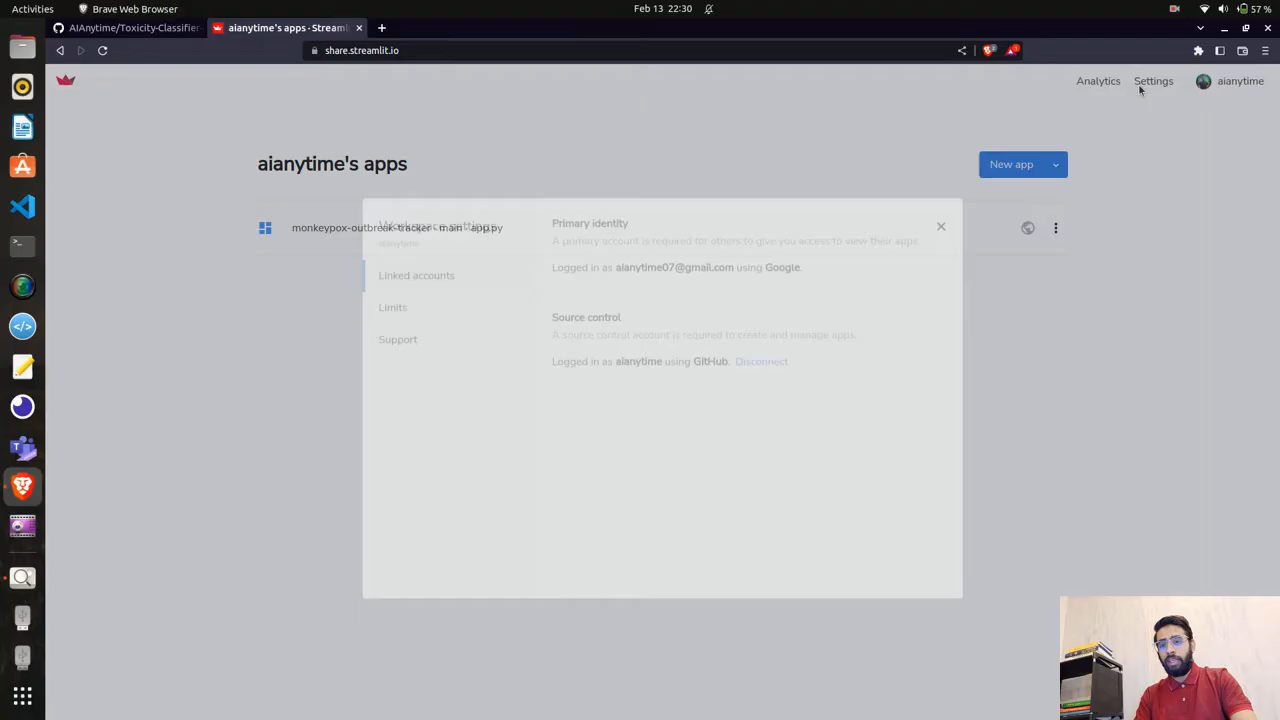 Activities
Brave Web Browser
Feb 13 22:30
57 %
AIAnytime/Toxicity-Classifier
aianytime's apps · Streamli
share.streamlit.io
Analytics
Settings
aianytime
aianytime's apps
New app
monkeypox-outbreak-tracker · main · app.py
Workspace settings
aianytime
Linked accounts
Limits
Support
Primary identity
A primary account is required for others to give you access to view their apps.
Logged in as aianytime07@gmail.com using Google.
Source control
A source control account is required to create and manage apps.
Logged in as aianytime using GitHub. Disconnect